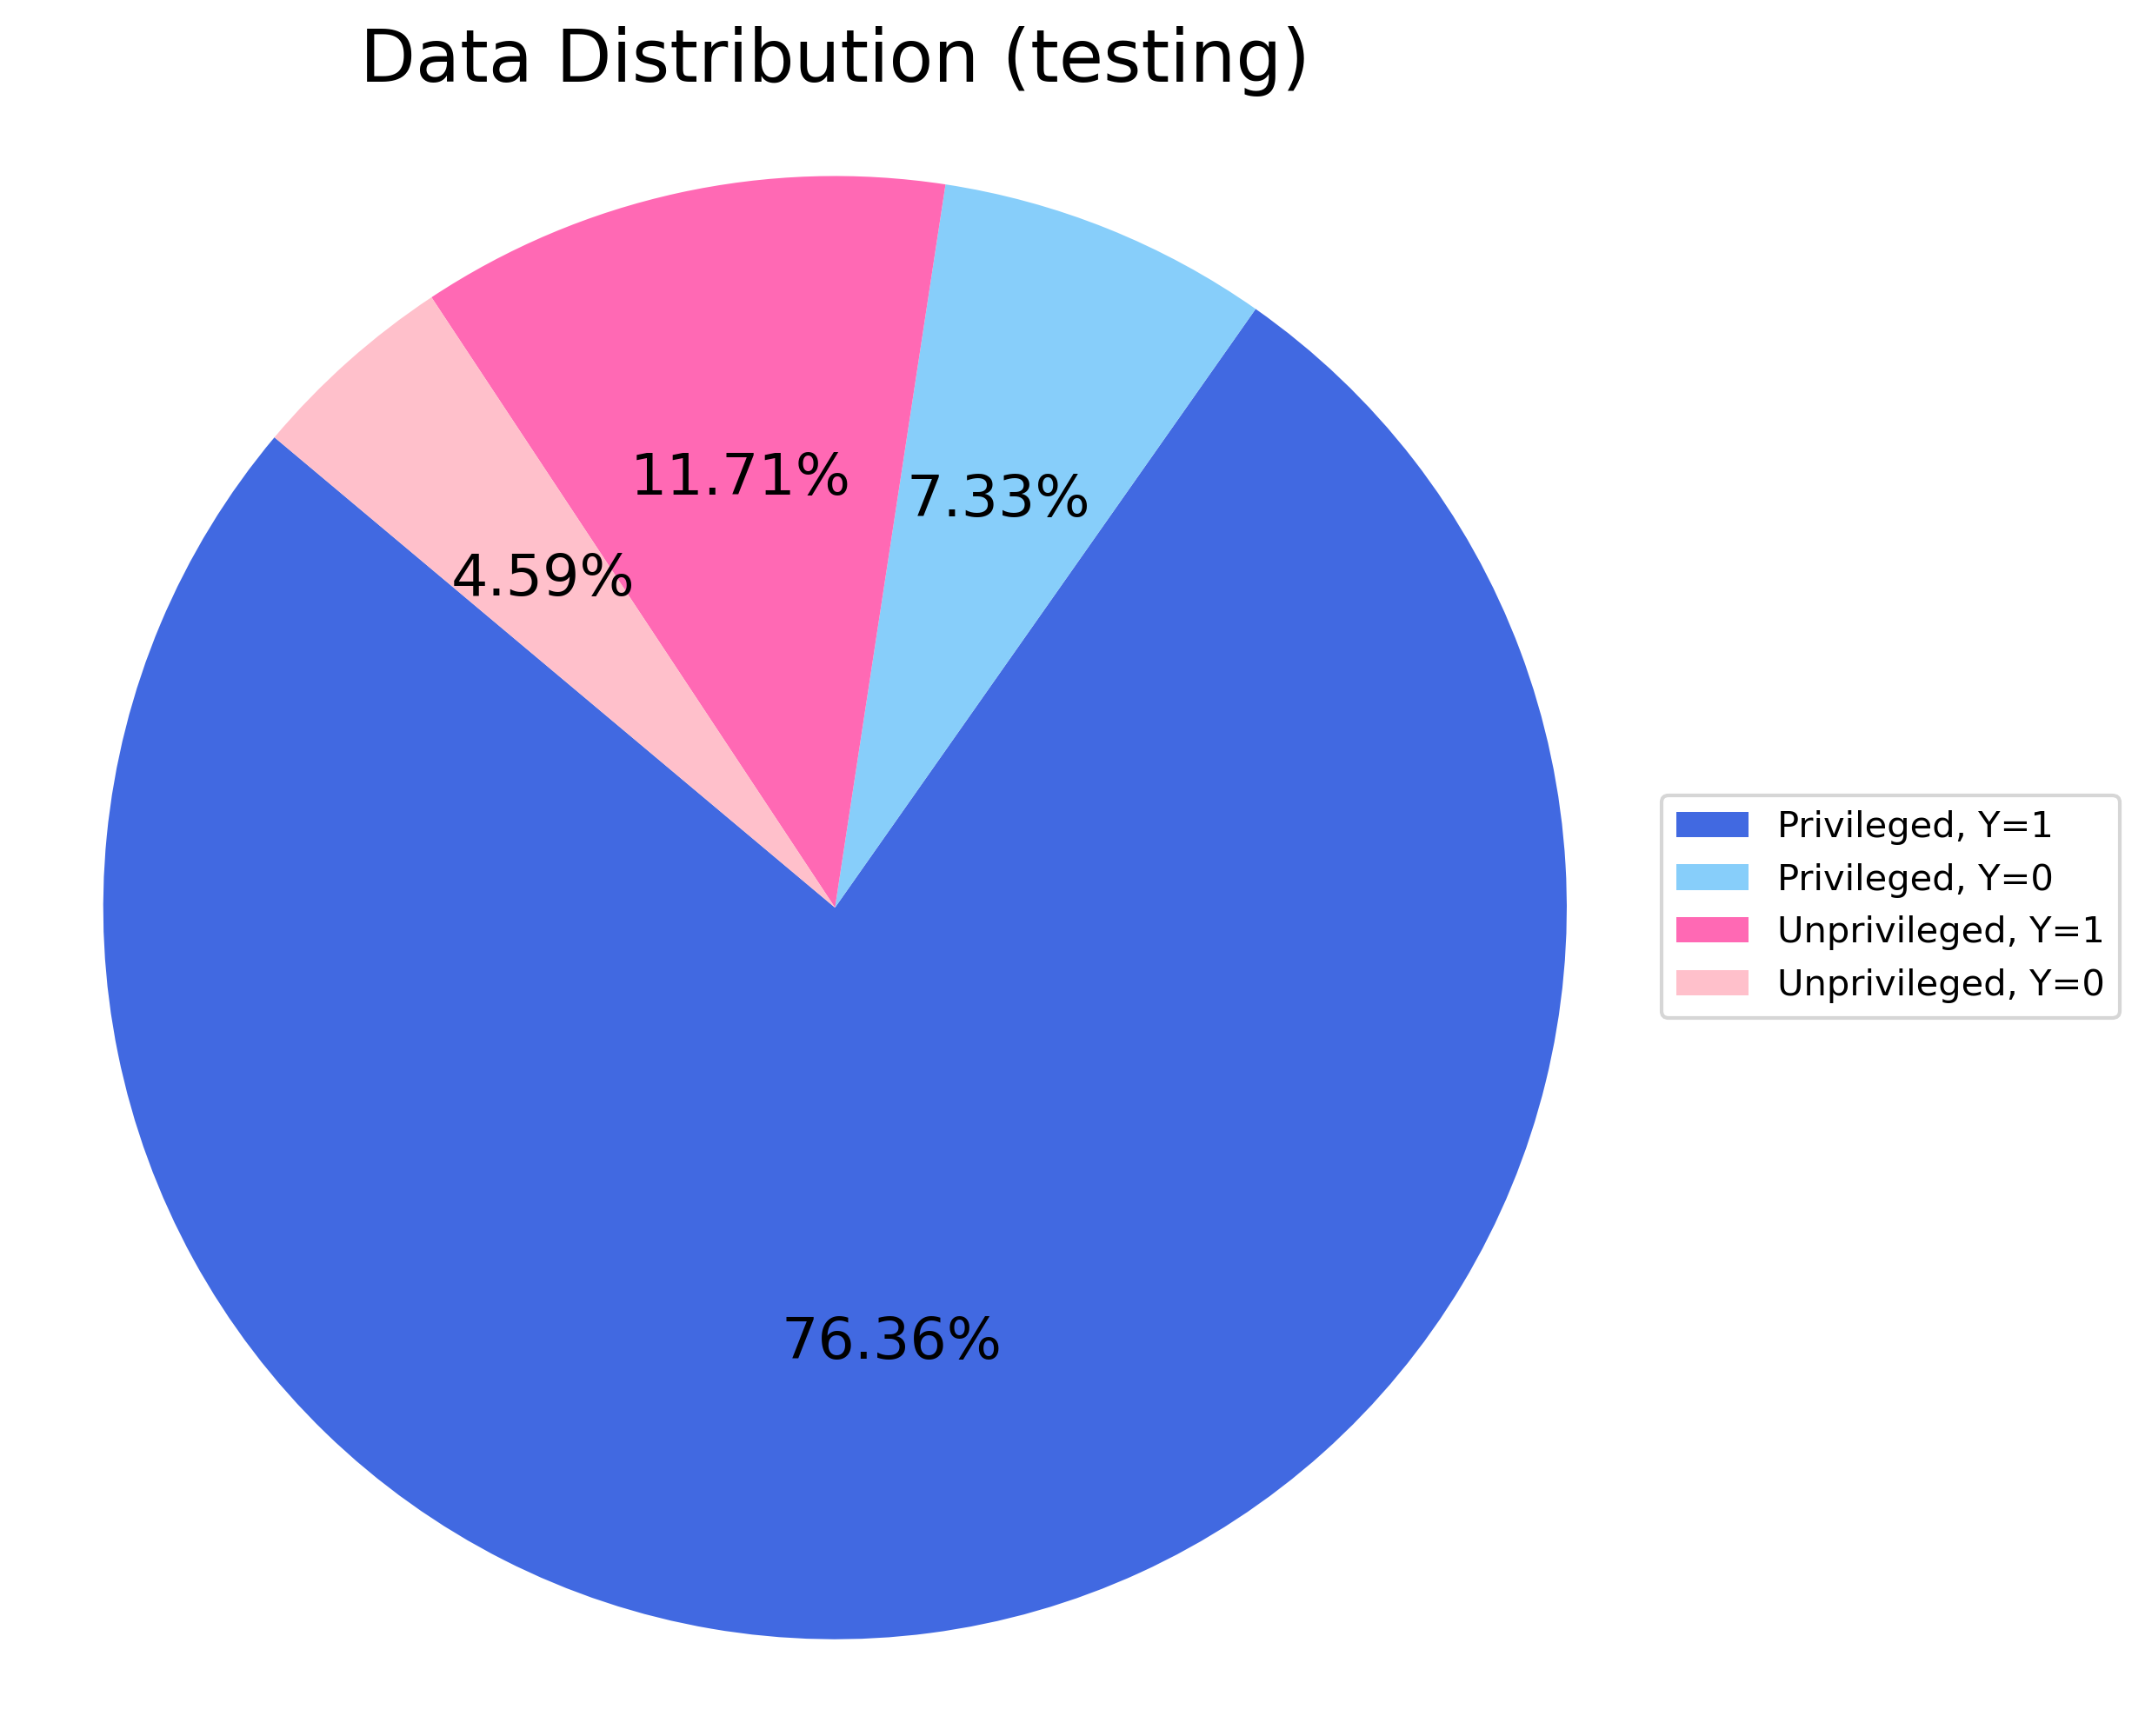 Data Distribution (testing)
11.71%
7.33%
4.59%
76.36%
Privileged, Y=1
Privileged, Y=0
Unprivileged, Y=1
Unprivileged, Y=0